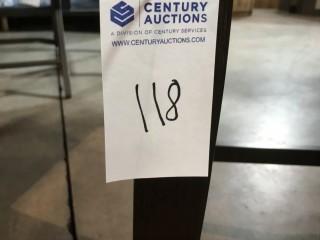 CENTURY
AUCTIONS
A DIVISION OF CENTURY SERVICES
WWW.CENTURYAUCTIONS.COM
118